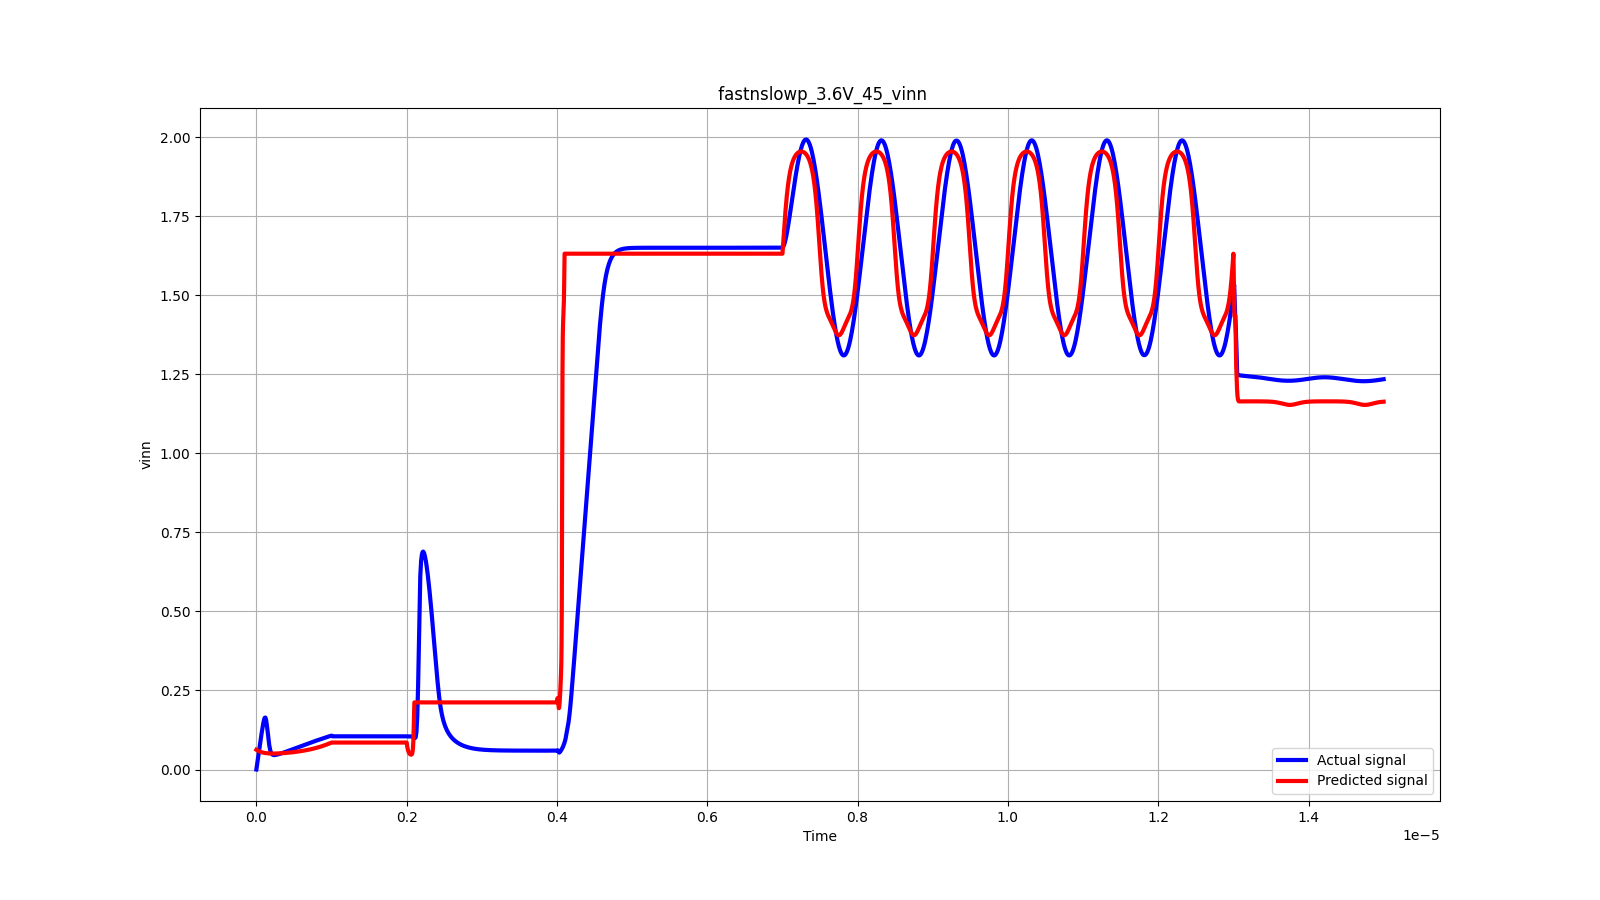 fastnslowp_3.6V_45_vinn
2.00
1.75
1.50
1.25
1.00
0.75
0.50
0.25
0.00
vinn
Actual signal
Predicted signal
0.0 0.2 0.4 0.6 0.8 1.0 1.2 1.4
Time
1e−5